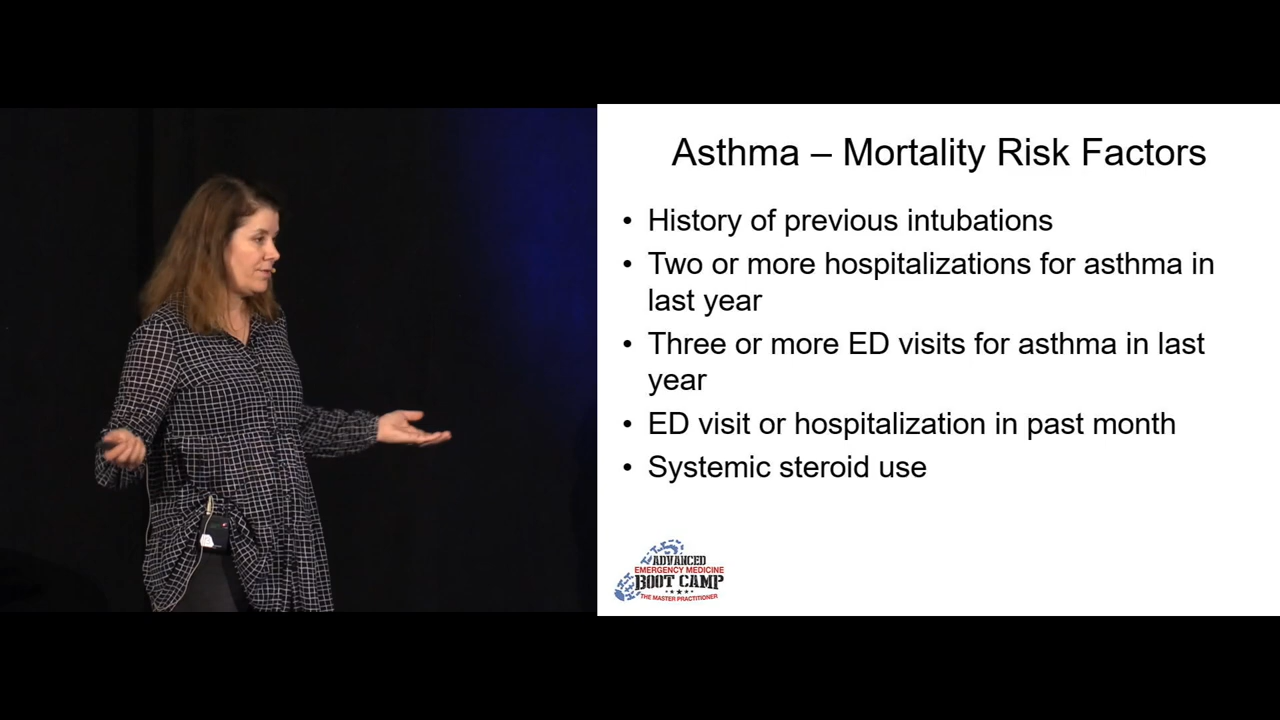 Asthma – Mortality Risk Factors
• History of previous intubations
• Two or more hospitalizations for asthma in
last year
• Three or more ED visits for asthma in last
year
• ED visit or hospitalization in past month
• Systemic steroid use
ADVANCED
EMERGENCY MEDICINE
BOOT CAMP
THE MASTER PRACTITIONER